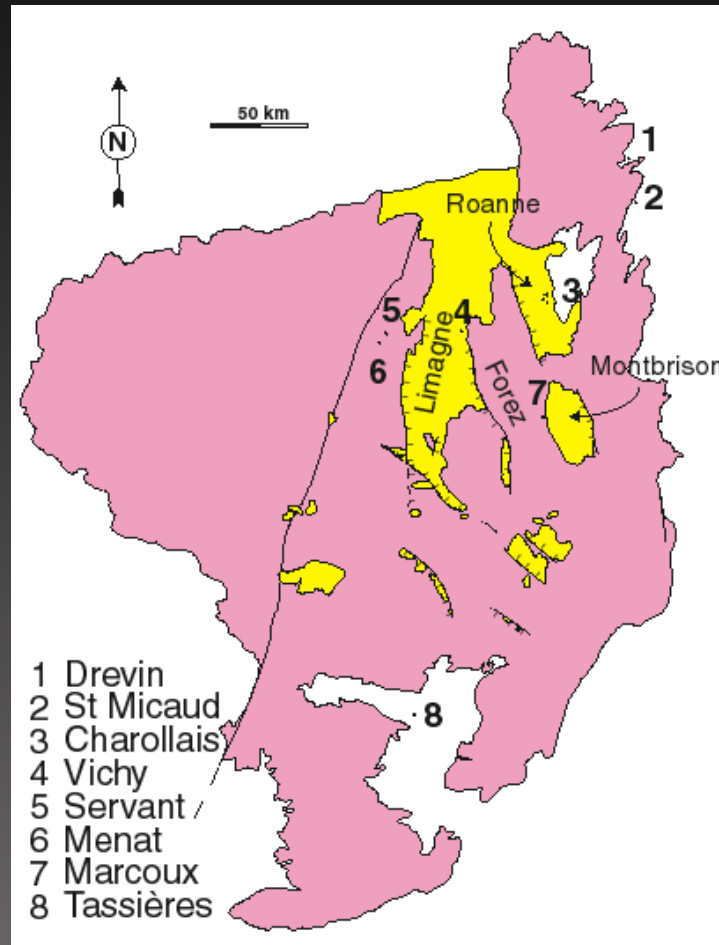 50 km
N
1
2
Roanne
3
5
4
Limagne
6
Forez
7
Montbrison
8
1 Drevin
2 St Micaud
3 Charollais
4 Vichy
5 Servant
6 Menat
7 Marcoux
8 Tassières